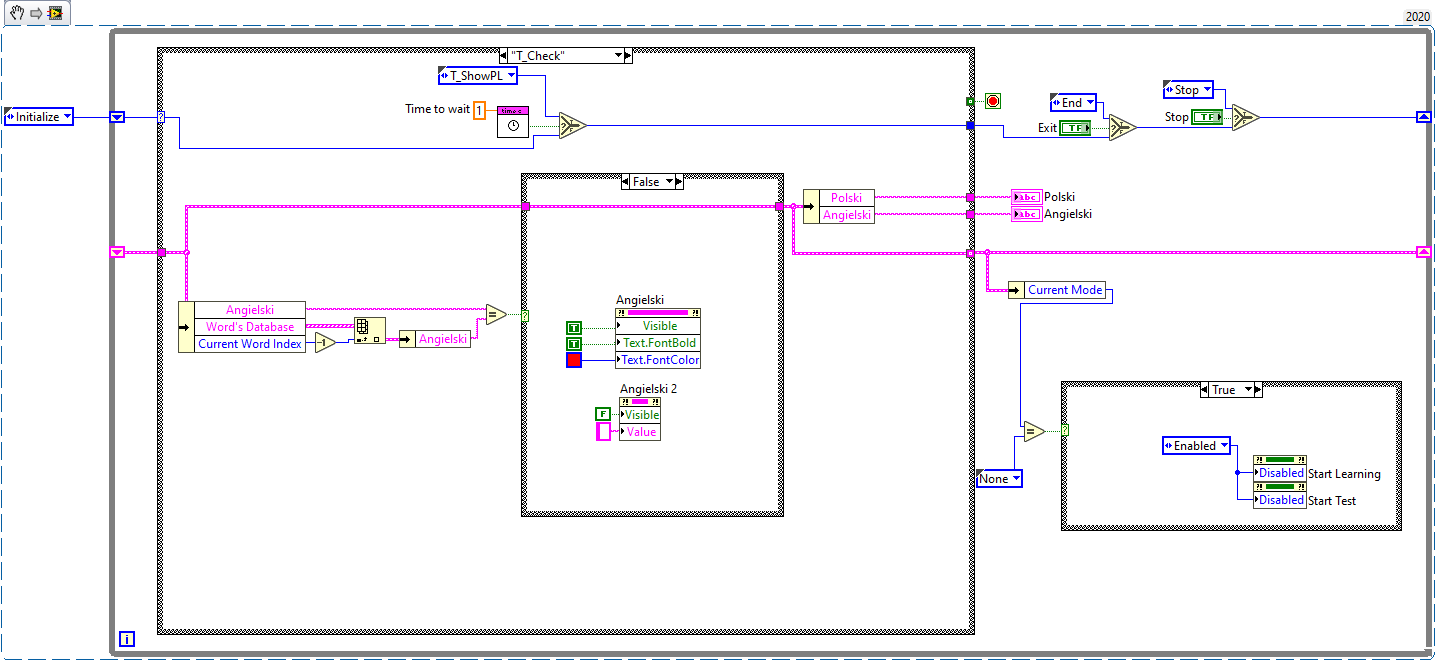 2020
"T_Check"
T_ShowPL
Time to wait 1
Initialize
?
End
Exit TF
Stop
Stop TF
False
Polski
Angielski
abc Polski
abc Angielski
Current Mode
Angielski
Word's Database
Current Word Index
-1
Angielski
=
?
Angielski
T Visible
T Text.FontBold
Text.FontColor
Angielski 2
F Visible
Value
True
=
?
None
Enabled
Disabled Start Learning
Disabled Start Test
i